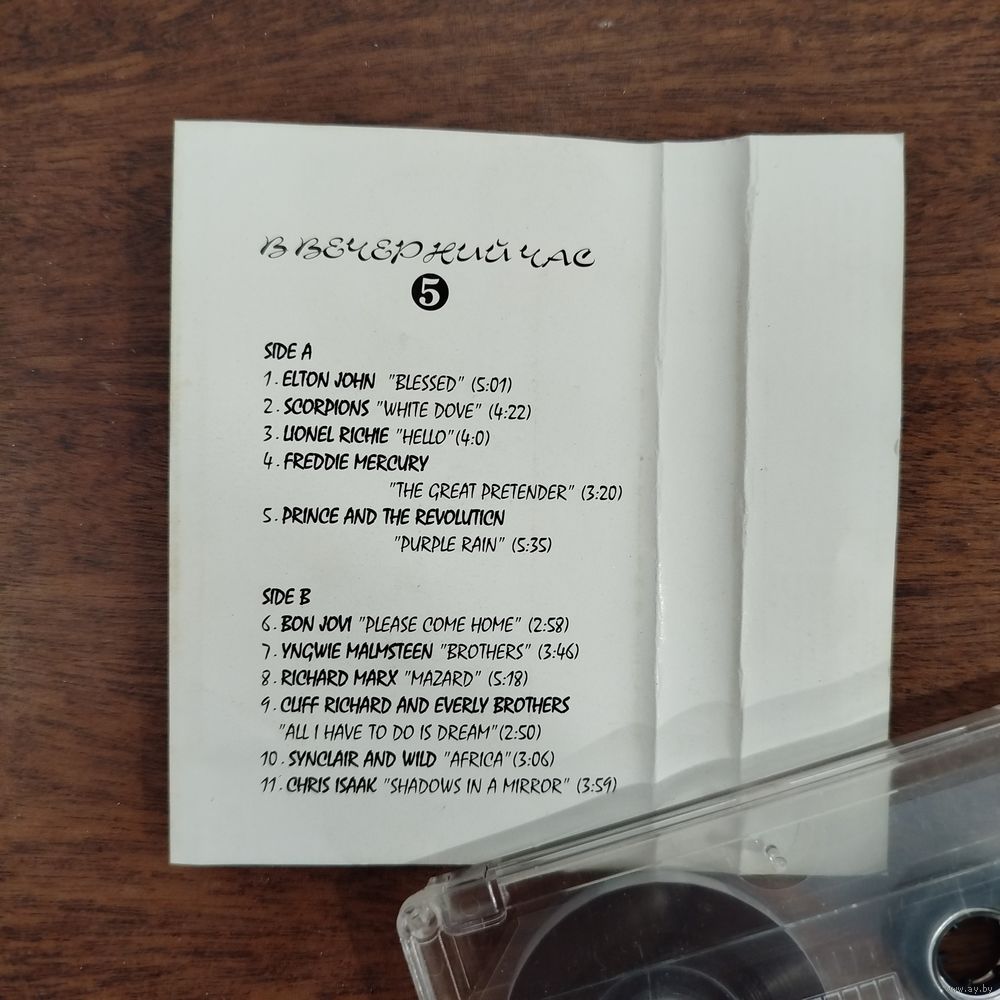 В ВЕЧЕРНИЙ ЧАС
5
SIDE A
1. ELTON JOHN "BLESSED" (5:01)
2. SCORPIONS "WHITE DOVE" (4:22)
3. LIONEL RICHIE "HELLO" (4:0)
4. FREDDIE MERCURY
"THE GREAT PRETENDER" (3:20)
5. PRINCE AND THE REVOLUTICN
"PURPLE RAIN" (5:35)
SIDE B
6. BON JOVI "PLEASE COME HOME" (2:58)
7. YNGWIE MALMSTEEN "BROTHERS" (3:46)
8. RICHARD MARX "MAZARD" (5:18)
9. CLIFF RICHARD AND EVERLY BROTHERS
"ALL I HAVE TO DO IS DREAM" (2:50)
10. SYNCLAIR AND WILD "AFRICA" (3:06)
11. CHRIS ISAAK "SHADOWS IN A MIRROR" (3:59)
www.ay.by